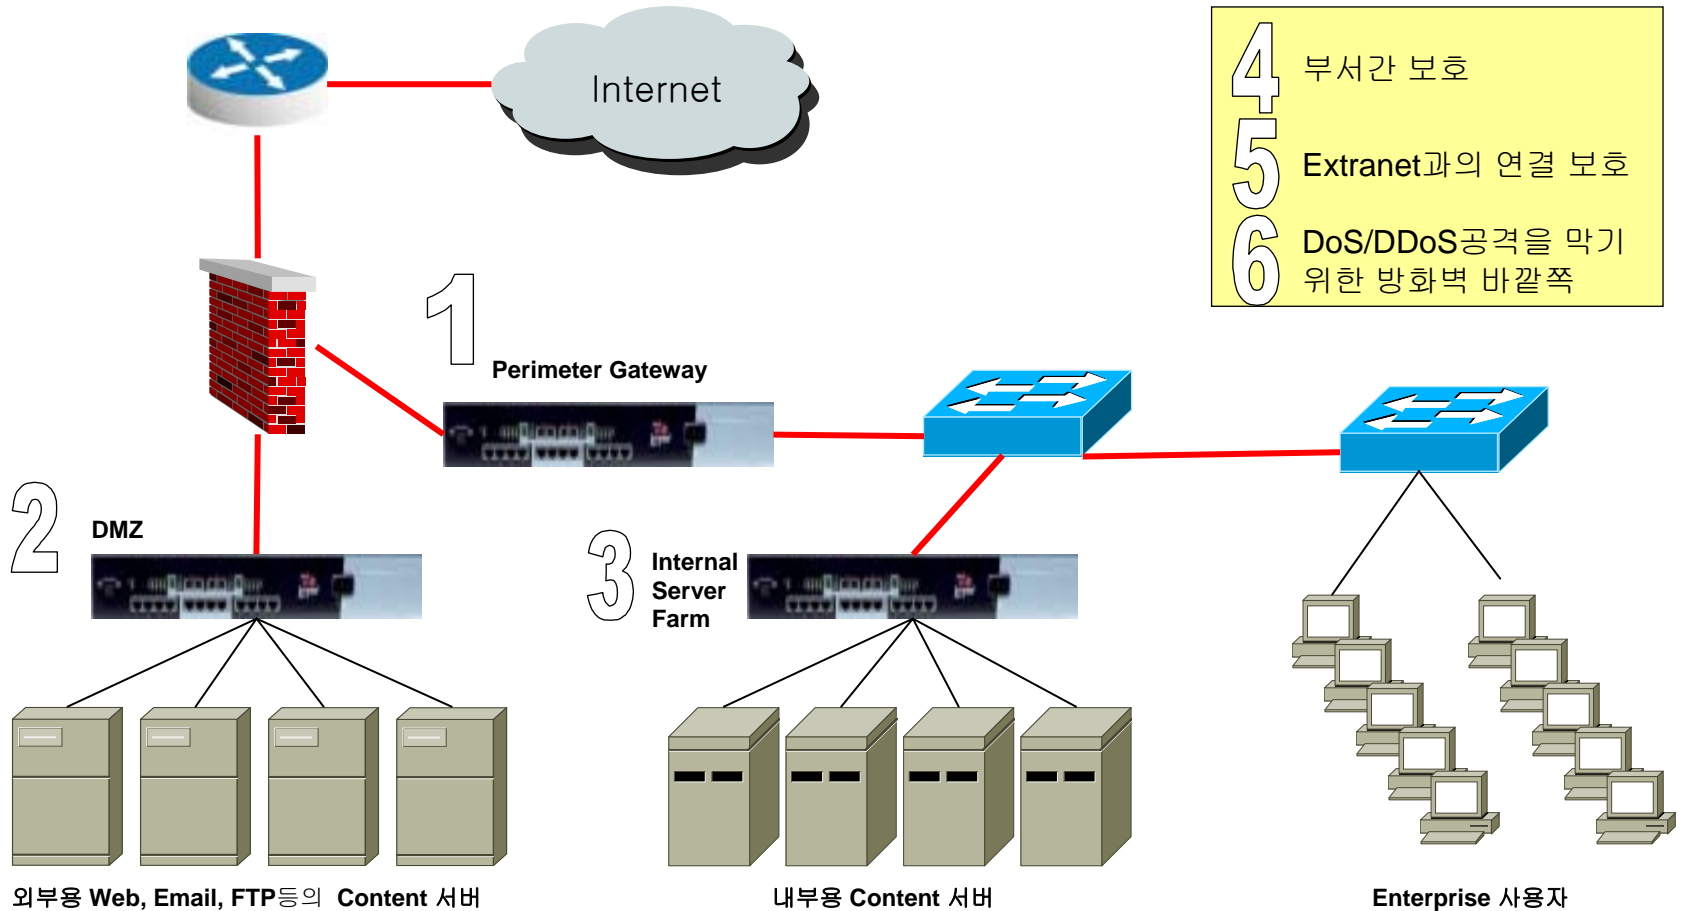 Internet
4 부서간 보호
5 Extranet과의 연결 보호
6 DoS/DDoS공격을 막기
위한 방화벽 바깥쪽
1
Perimeter Gateway
2
DMZ
3
Internal
Server
Farm
외부용 Web, Email, FTP등의 Content 서버
내부용 Content 서버
Enterprise 사용자